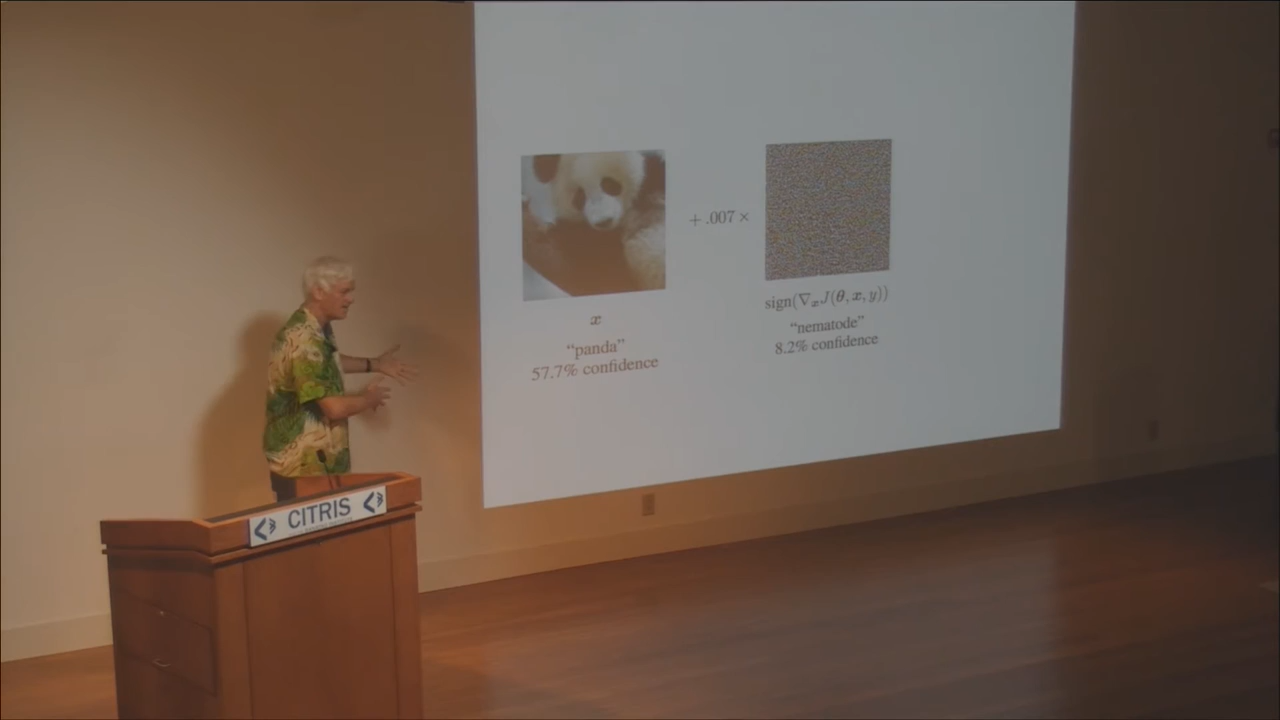 + .007 ×
x
"panda"
57.7% confidence
sign(∇ₓJ(θ, x, y))
"nematode"
8.2% confidence
CITRIS